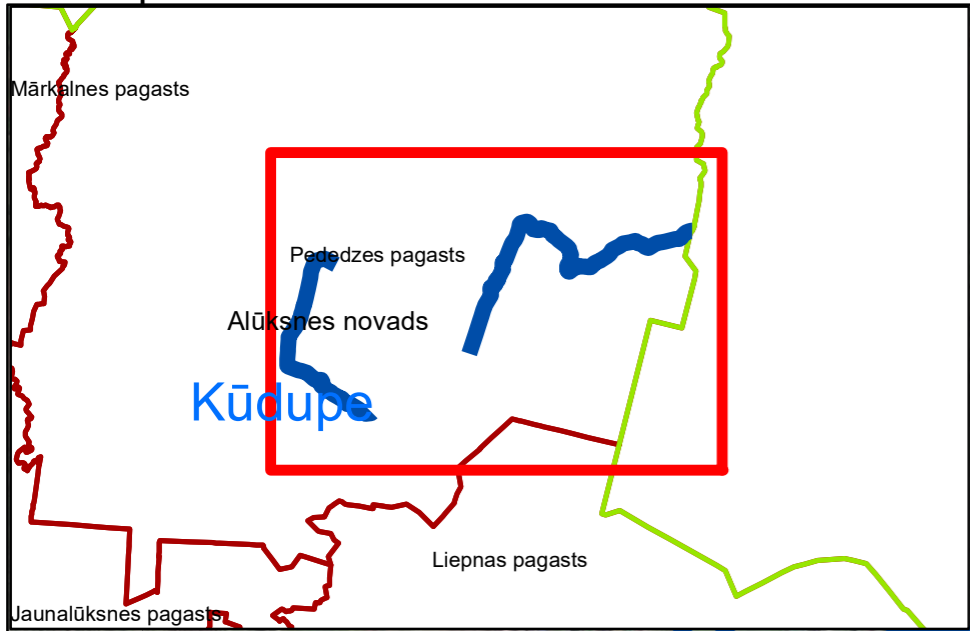 Mārkalnes pagasts
Pededzes pagasts
Alūksnes novads
Kūdupe
Liepnas pagasts
Jaunalūksnes pagasts